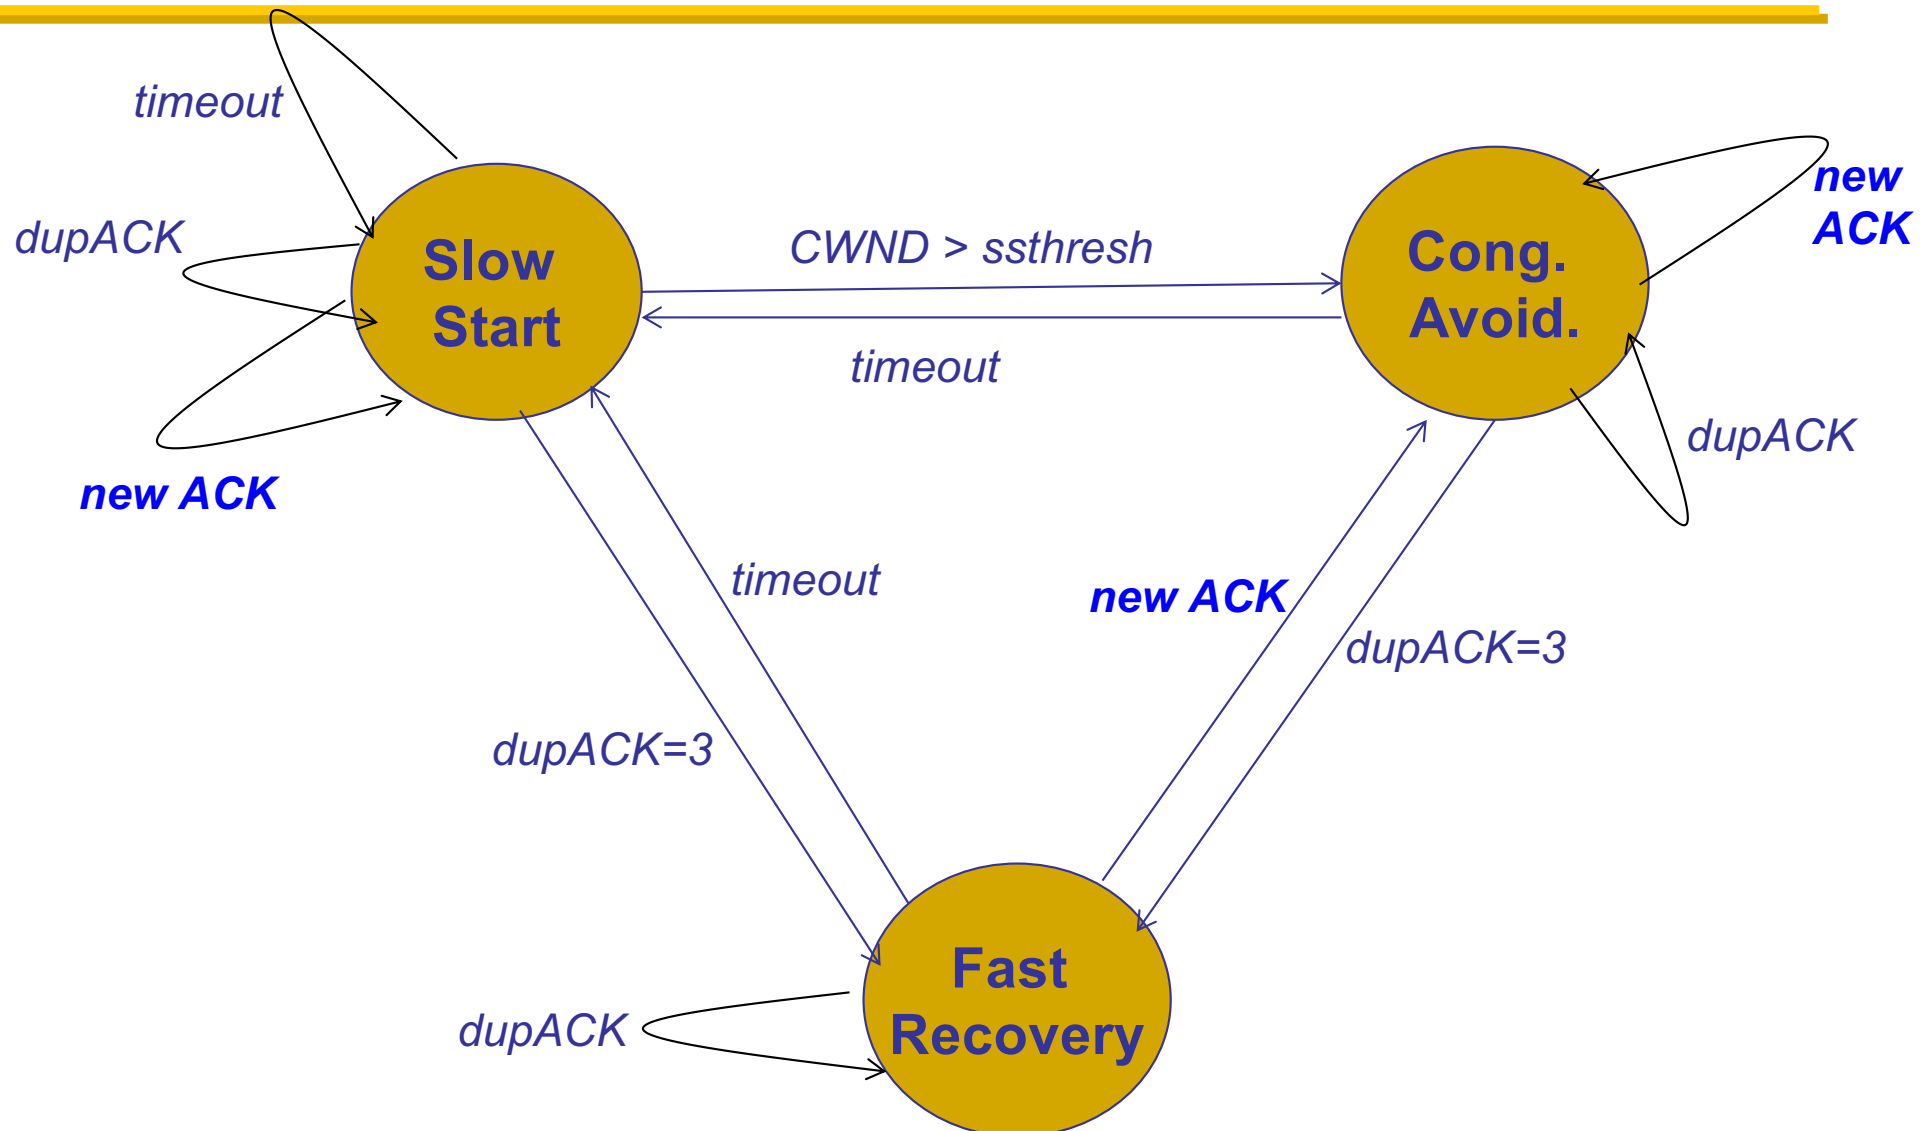 timeout
dupACK
Slow
Start
new ACK
CWND > ssthresh
timeout
Cong.
Avoid.
new
ACK
dupACK
timeout
new ACK
dupACK=3
dupACK=3
Fast
Recovery
dupACK